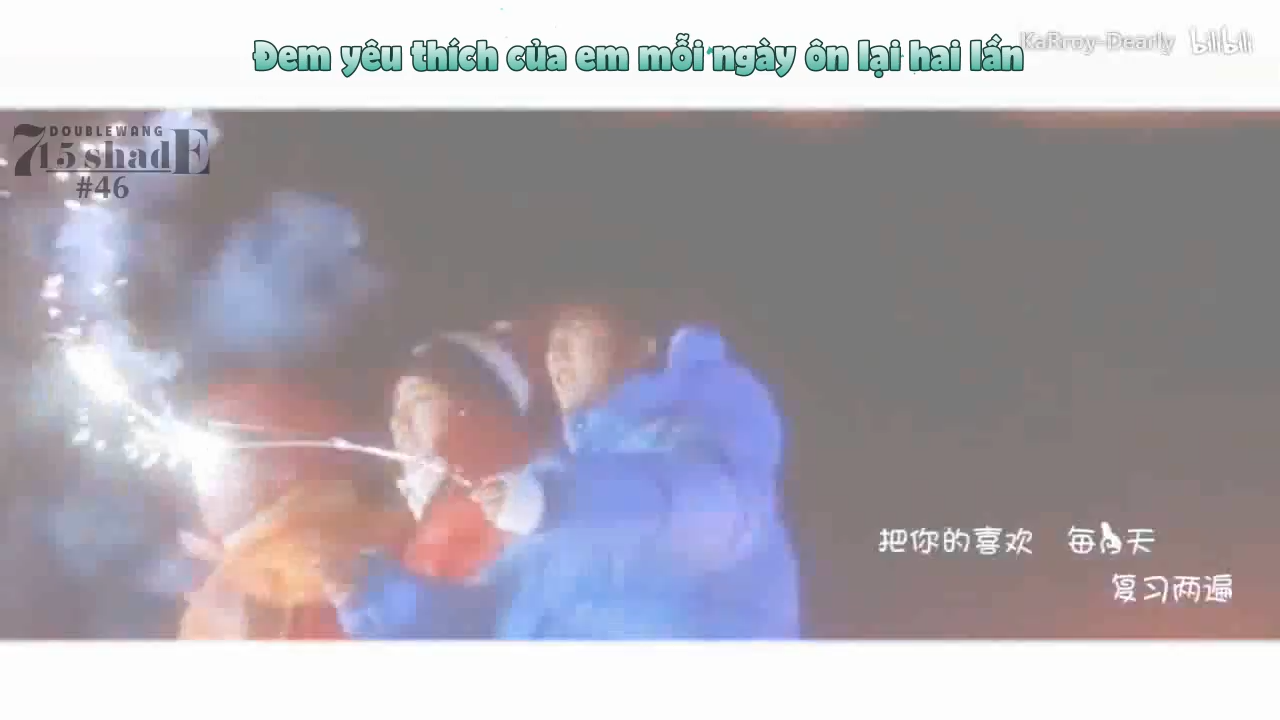 Đem yêu thích của em mỗi ngày ôn lại hai lần
KaRroy-Dearly bilibili
DOUBLEWANG
715 shadE
#46
把你的喜欢 每天
复习两遍